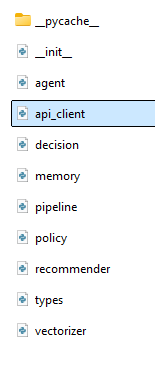 __pycache__
__init__
agent
api_client
decision
memory
pipeline
policy
recommender
types
vectorizer